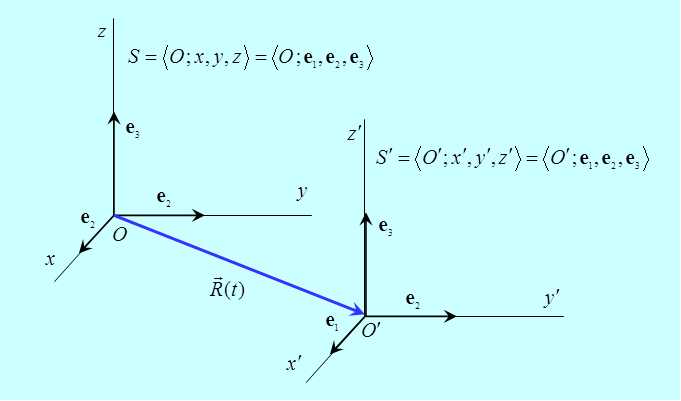 z
S = ⟨O; x, y, z⟩ = ⟨O; e₁, e₂, e₃⟩
e₃
z′
S′ = ⟨O′; x′, y′, z′⟩ = ⟨O′; e₁, e₂, e₃⟩
e₂
y
e₂
O
e₃
x
R⃗(t)
e₂
y′
e₁
O′
x′